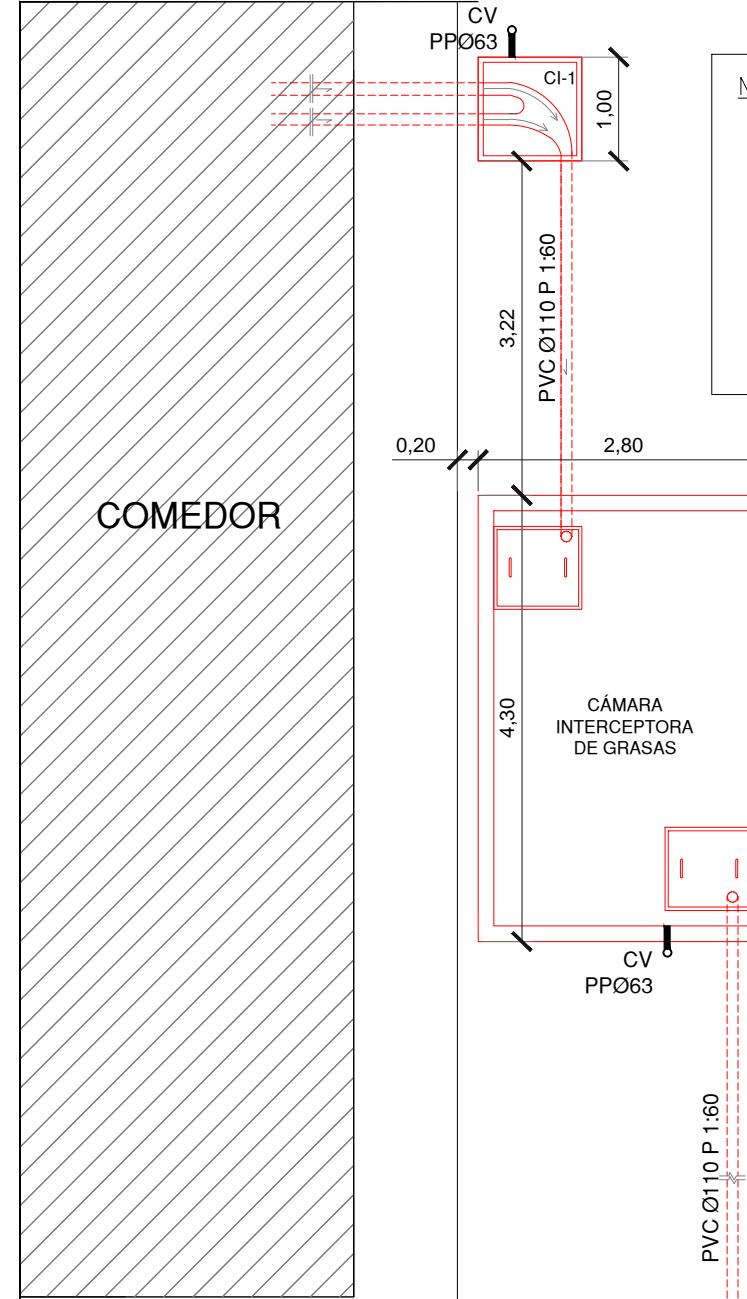 CV
PPØ63
CI-1
1,00
N
PVC Ø110 P 1:60
3,22
0,20
2,80
COMEDOR
4,30
CÁMARA
INTERCEPTORA
DE GRASAS
CV
PPØ63
PVC Ø110 P 1:60